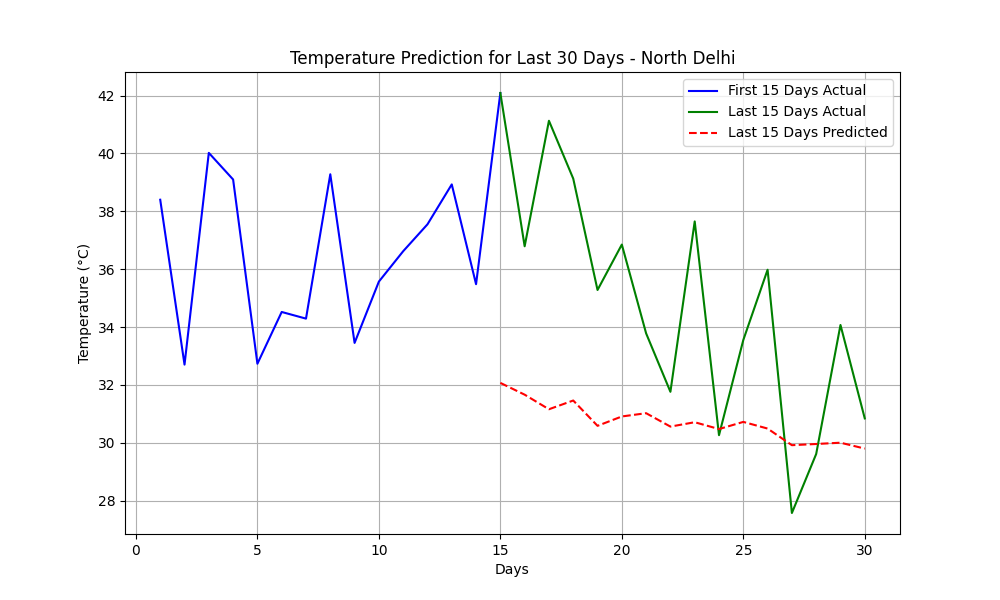 Temperature Prediction for Last 30 Days - North Delhi
First 15 Days Actual
Last 15 Days Actual
Last 15 Days Predicted
Temperature (°C)
42
40
38
36
34
32
30
28
0 5 10 15 20 25 30
Days